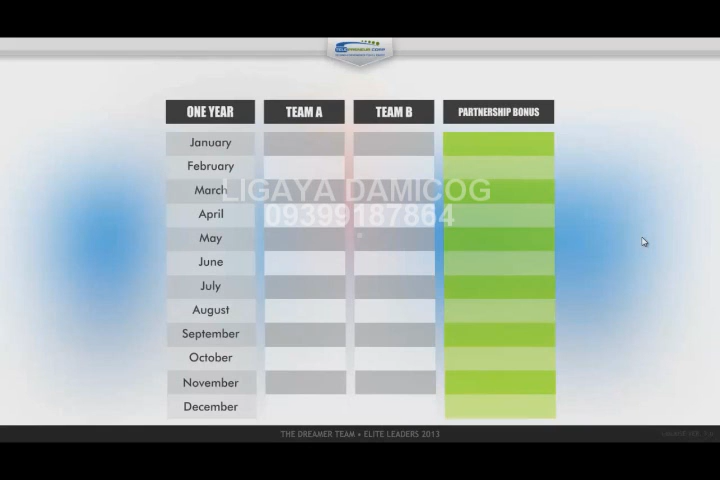 ONE YEAR TEAM A TEAM B PARTNERSHIP BONUS
January
February
March
LIGAYA DAMICOG
April
09399187864
May
June
July
August
September
October
November
December
THE DREAMER TEAM • ELITE LEADERS 2013